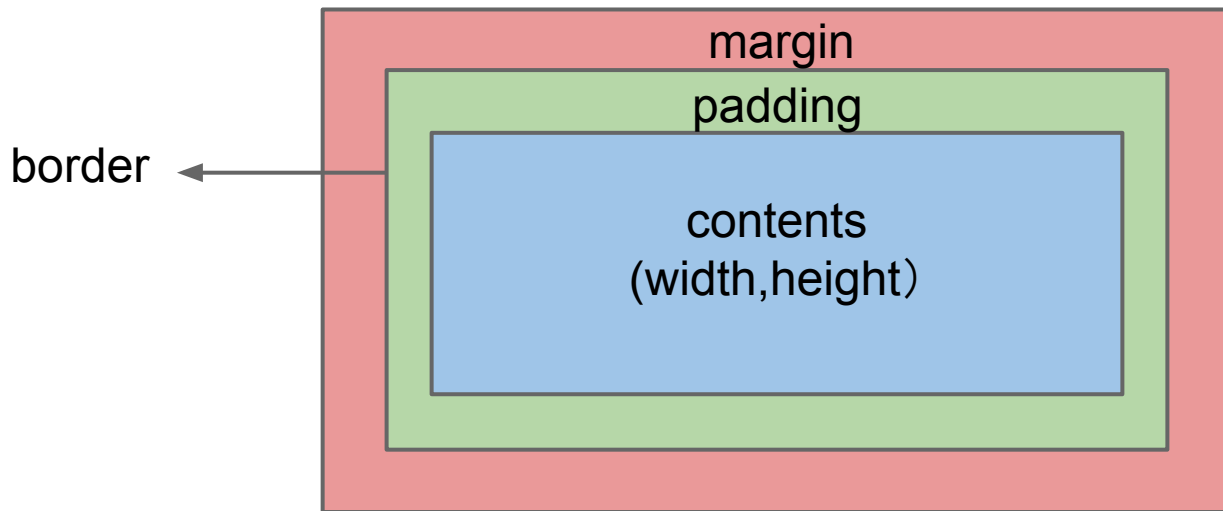 margin
padding
border
contents
(width,height）